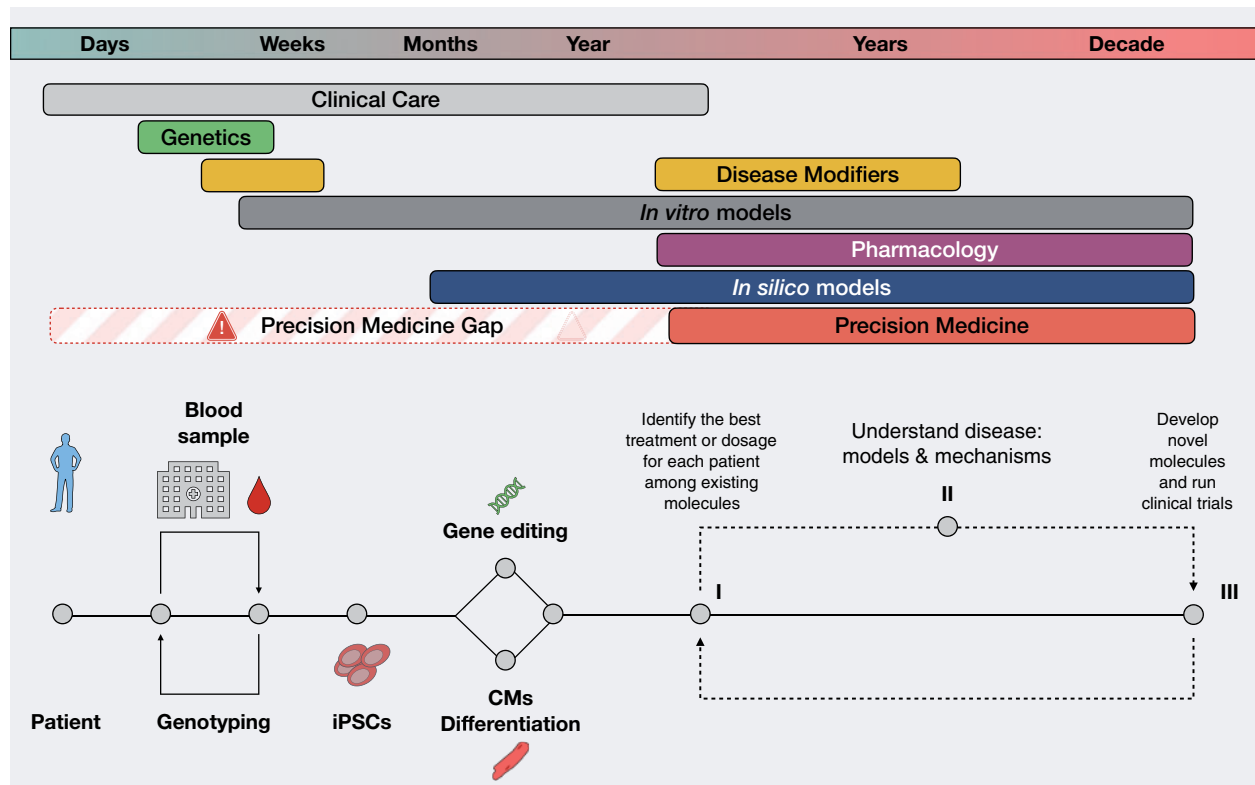 Days Weeks Months Year Years Decade
Clinical Care
Genetics
Disease Modifiers
In vitro models
Pharmacology
In silico models
! Precision Medicine Gap Precision Medicine
Blood
sample
Identify the best
treatment or dosage
for each patient
among existing
molecules
Understand disease:
models & mechanisms
II
Develop
novel
molecules
and run
clinical trials
Gene editing
I
III
Patient
Genotyping
iPSCs
CMs
Differentiation